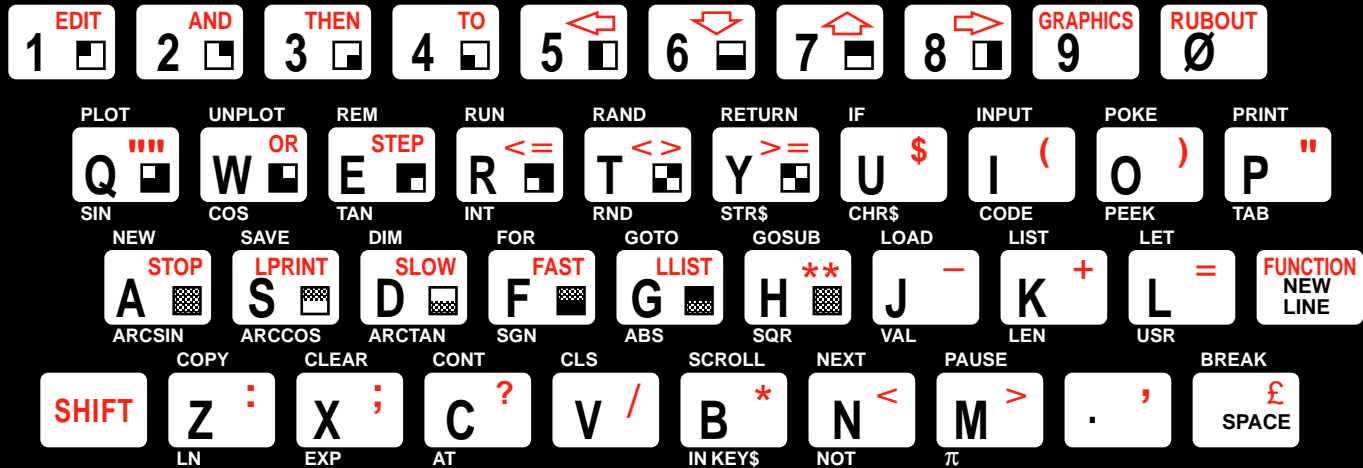 EDIT AND THEN TO GRAPHICS RUBOUT
1 2 3 4 5 6 7 8 9 Ø
PLOT UNPLOT REM RUN RAND RETURN IF INPUT POKE PRINT
"" OR STEP <= <> >= $ ( ) "
Q W E R T Y U I O P
SIN COS TAN INT RND STR$ CHR$ CODE PEEK TAB
NEW SAVE DIM FOR GOTO GOSUB LOAD LIST LET
STOP LPRINT SLOW FAST LLIST ** − + = FUNCTION
A S D F G H J K L NEW
LINE
ARCSIN ARCCOS ARCTAN SGN ABS SQR VAL LEN USR
COPY CLEAR CONT CLS SCROLL NEXT PAUSE BREAK
: ; ? / * < > , £
SHIFT Z X C V B N M . SPACE
LN EXP AT IN KEY$ NOT π